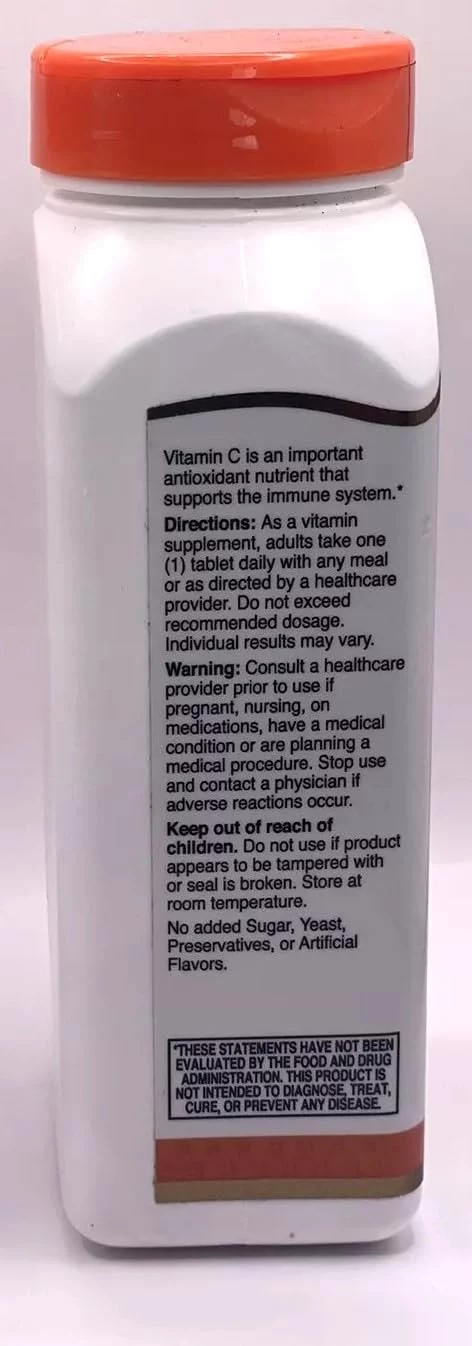 Vitamin C is an important
antioxidant nutrient that
supports the immune system.*
Directions: As a vitamin
supplement, adults take one
(1) tablet daily with any meal
or as directed by a healthcare
provider. Do not exceed
recommended dosage.
Individual results may vary.
Warning: Consult a healthcare
provider prior to use if
pregnant, nursing, on
medications, have a medical
condition or are planning a
medical procedure. Stop use
and contact a physician if
adverse reactions occur.
Keep out of reach of
children. Do not use if product
appears to be tampered with
or seal is broken. Store at
room temperature.
No added Sugar, Yeast,
Preservatives, or Artificial
Flavors.
*THESE STATEMENTS HAVE NOT BEEN
EVALUATED BY THE FOOD AND DRUG
ADMINISTRATION. THIS PRODUCT IS
NOT INTENDED TO DIAGNOSE, TREAT,
CURE, OR PREVENT ANY DISEASE.